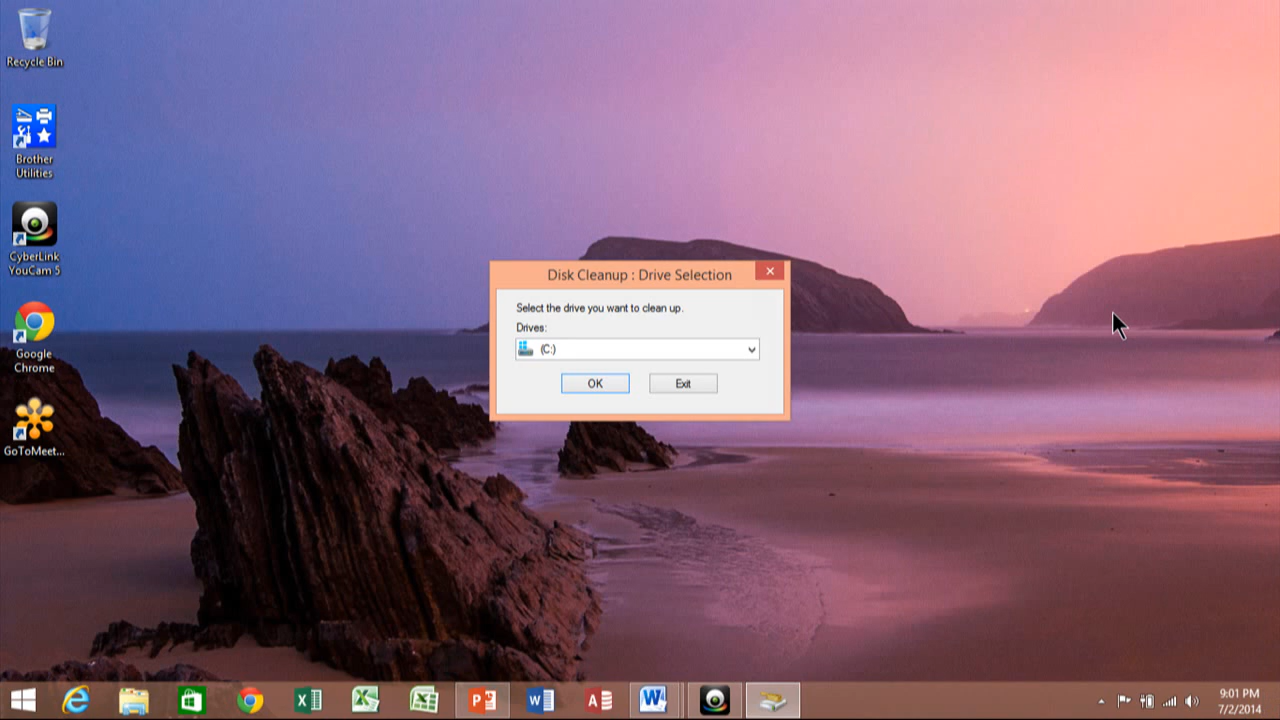 Recycle Bin
Brother
Utilities
CyberLink
YouCam 5
Google
Chrome
GoToMeet...
Disk Cleanup : Drive Selection
Select the drive you want to clean up.
Drives:
(C:)
OK
Exit
9:01 PM
7/2/2014